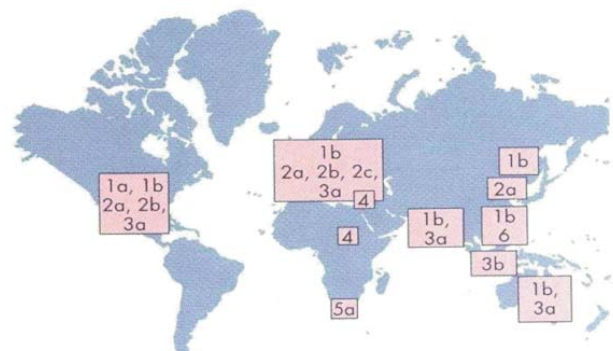 1a, 1b
2a, 2b,
3a
1b
2a, 2b, 2c,
3a
4
4
5a
1b,
3a
1b
2a
1b
6
3b
1b,
3a